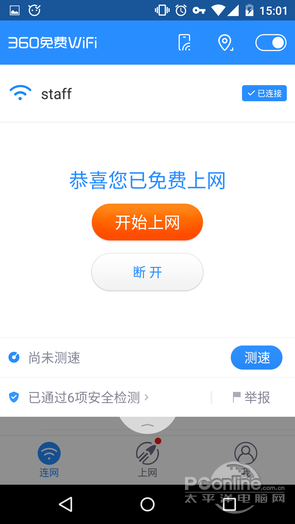 15:01
360免费WiFi
staff
已连接
恭喜您已免费上网
开始上网
断开
尚未测速
测速
已通过6项安全检测
举报
连网
上网
我
PConline.com.cn
太平洋电脑网